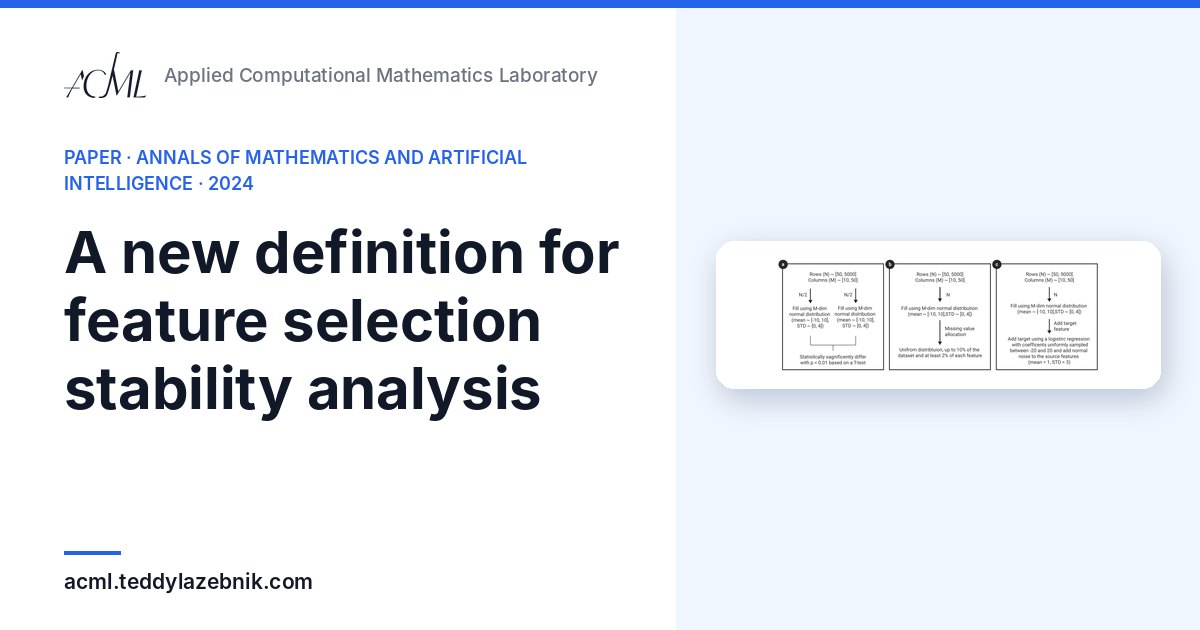 ACML
Applied Computational Mathematics Laboratory
PAPER · ANNALS OF MATHEMATICS AND ARTIFICIAL
INTELLIGENCE · 2024
A new definition for
feature selection
stability analysis
acml.teddylazebnik.com
a
Rows (N) ~ [50, 5000]
Columns (M) ~ [10, 50]
N/2
N/2
Fill using M-dim
normal distribution
(mean ~ [-10, 10],
STD ~ [0, 4])
Fill using M-dim
normal distribution
(mean ~ [-10, 10],
STD ~ [0, 4])
Statistically
differ
with p < 0.01 based on a T-test
b
Rows (N) ~ [50, 5000]
Columns (M) ~ [10, 50]
N
Fill using M-dim normal distribution
(mean ~ [-10, 10],STD ~ [0, 4])
Missing value
allocation
distribution, up to 10% of the
dataset and at least 2% of each feature
c
Rows (N) ~ [50, 5000]
Columns (M) ~ [10, 50]
N
Fill using M-dim normal distribution
(mean ~ [-10, 10],STD ~ [0, 4])
Add target
feature
Add target using a logistic regression
with coefficients uniformly sampled
between -20 and 20 and add normal
noise to the source features
(mean = 1, STD = 3)